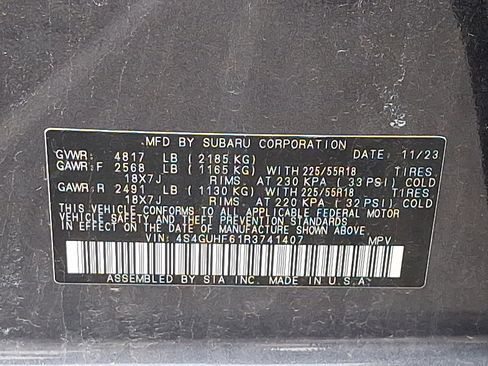 MFD BY SUBARU CORPORATION DATE: 11/23
GVWR: 4817 LB (2185 KG)
GAWR:F 2568 LB (1165 KG) WITH 225/55R18 TIRES
18X7J RIMS, AT 230 KPA (33 PSI) COLD
GAWR:R 2491 LB (1130 KG) WITH 225/55R18 TIRES
18X7J RIMS, AT 220 KPA (32 PSI) COLD
THIS VEHICLE CONFORMS TO ALL APPLICABLE FEDERAL MOTOR
VEHICLE SAFETY AND THEFT PREVENTION STANDARDS
IN EFFECT ON THE DATE OF MANUFACTURE SHOWN ABOVE.
VIN: 4S4GUHF61R3741407 MPV
ASSEMBLED BY SIA INC. MADE IN U.S.A.